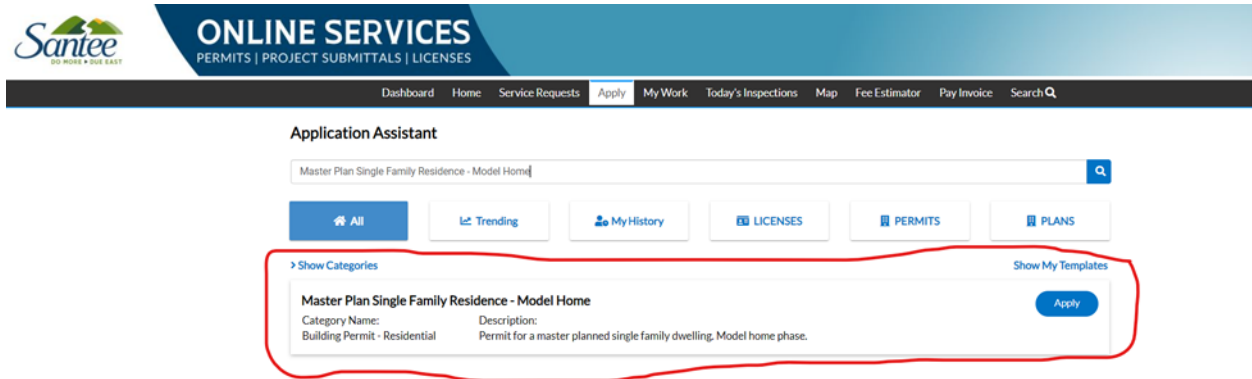 Santee
DO MORE ▸ DUE EAST
ONLINE SERVICES
PERMITS | PROJECT SUBMITTALS | LICENSES
Dashboard Home Service Requests Apply My Work Today's Inspections Map Fee Estimator Pay Invoice Search
Application Assistant
Master Plan Single Family Residence - Model Home
All Trending My History LICENSES PERMITS PLANS
> Show Categories Show My Templates
Master Plan Single Family Residence - Model Home Apply
Category Name: Description:
Building Permit - Residential Permit for a master planned single family dwelling. Model home phase.